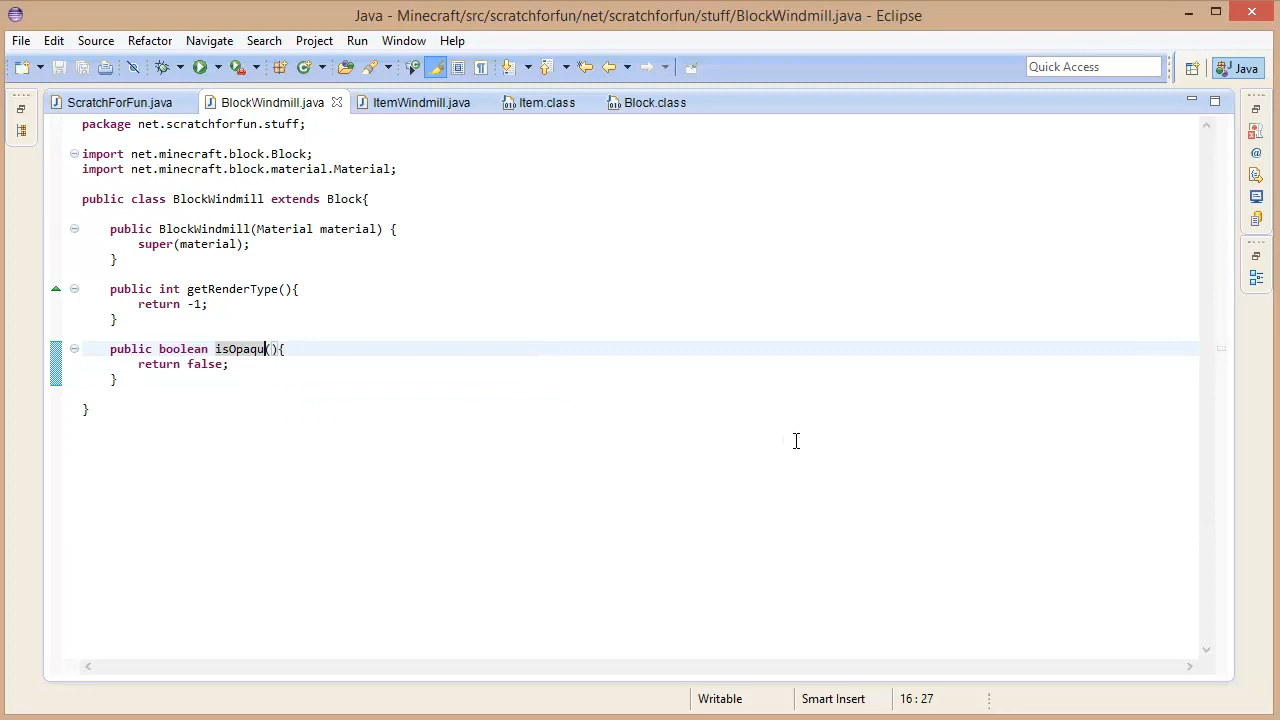 Java - Minecraft/src/scratchforfun/net/scratchforfun/stuff/BlockWindmill.java - Eclipse
File Edit Source Refactor Navigate Search Project Run Window Help
Quick Access
Java
ScratchForFun.java BlockWindmill.java ItemWindmill.java Item.class Block.class
package net.scratchforfun.stuff;
import net.minecraft.block.Block;
import net.minecraft.block.material.Material;
public class BlockWindmill extends Block{
public BlockWindmill(Material material) {
super(material);
}
public int getRenderType(){
return -1;
}
public boolean isOpaqu(){
return false;
}
}
Writable Smart Insert 16 : 27